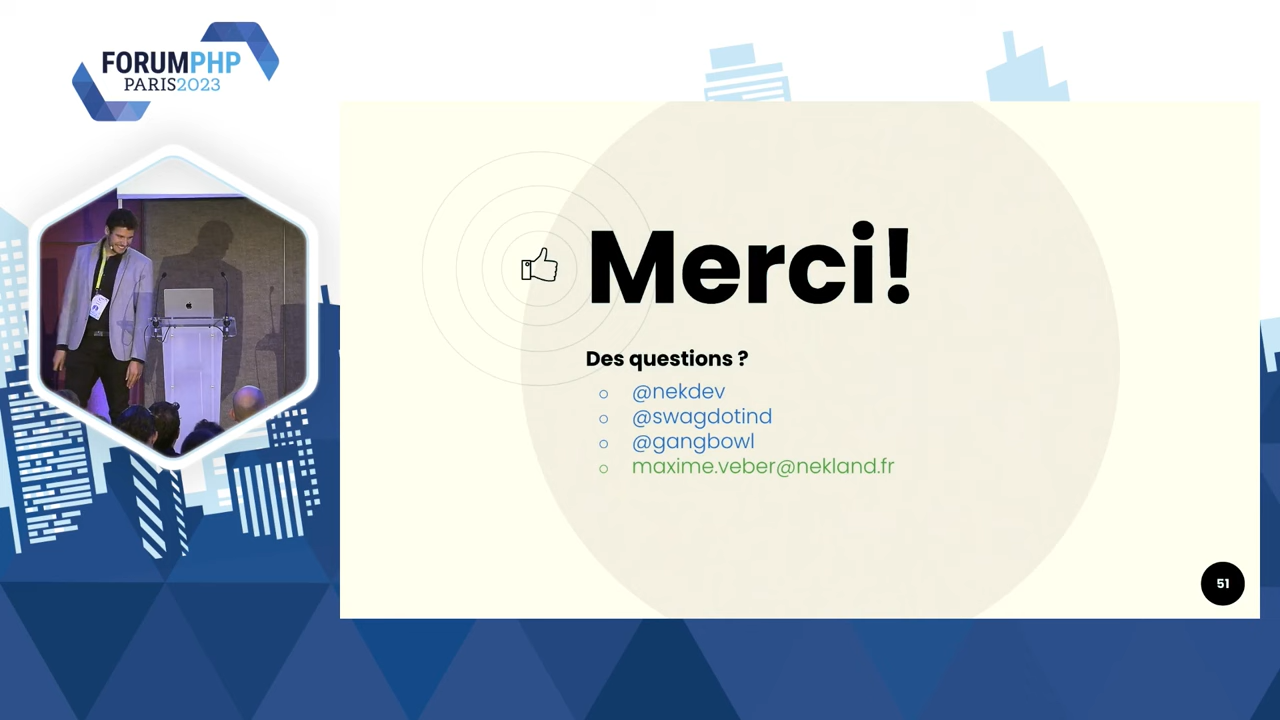 FORUMPHP
PARIS2023
Merci!
Des questions ?
@nekdev
@swagdotind
@gangbowl
maxime.veber@nekland.fr
51